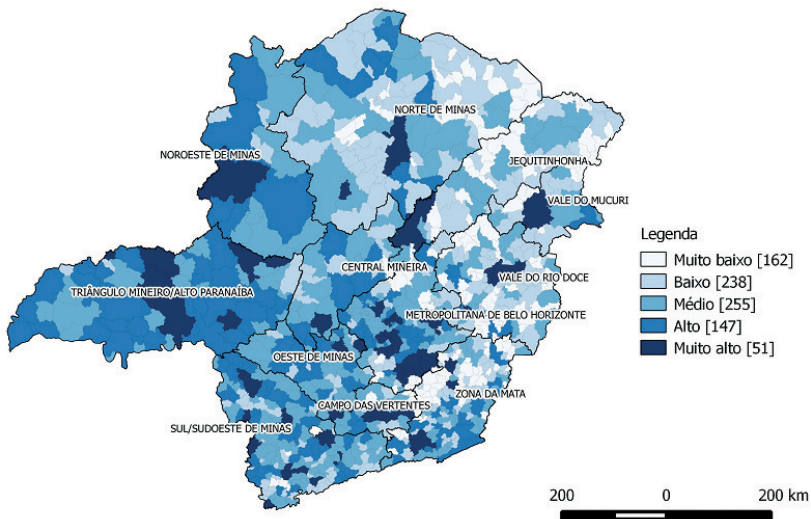 NORTE DE MINAS
NOROESTE DE MINAS
JEQUITINHONHA
VALE DO MUCURI
CENTRAL MINEIRA
VALE DO RIO DOCE
TRIÂNGULO MINEIRO/ALTO PARANAÍBA
METROPOLITANA DE BELO HORIZONTE
OESTE DE MINAS
ZONA DA MATA
CAMPO DAS VERTENTES
SUL/SUDOESTE DE MINAS
Legenda
Muito baixo [162]
Baixo [238]
Médio [255]
Alto [147]
Muito alto [51]
200 0 200 km